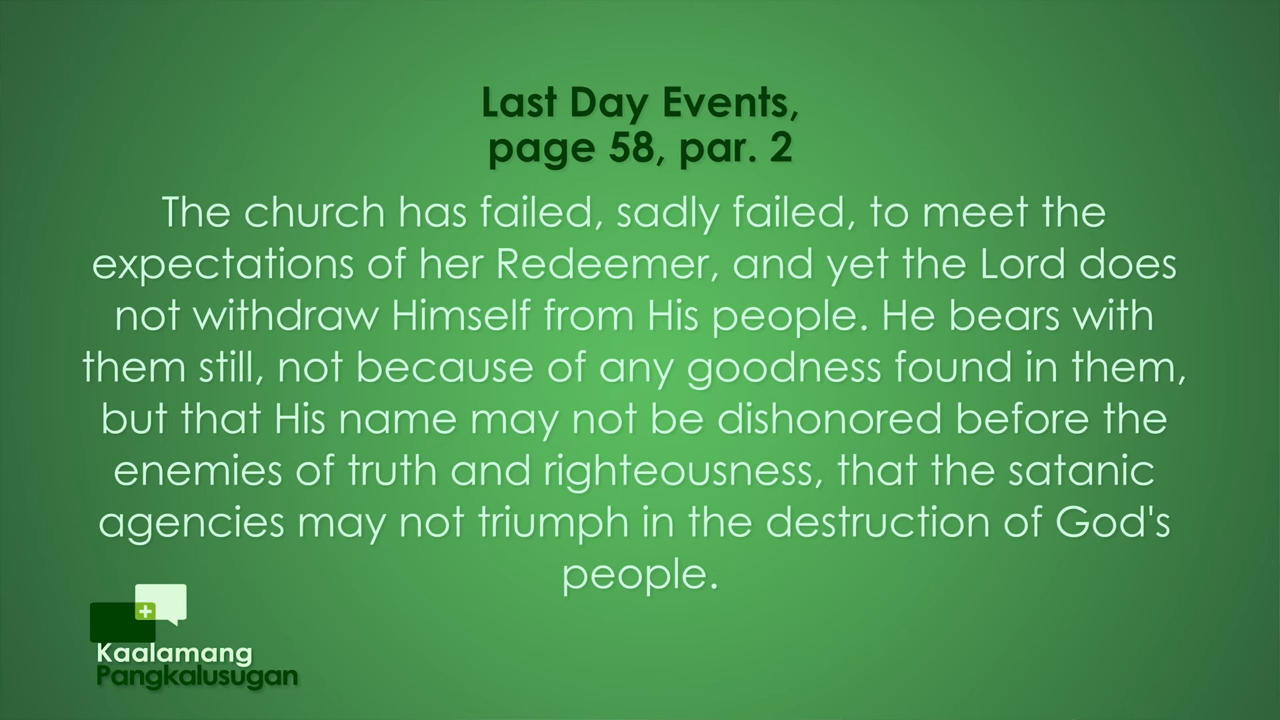 Last Day Events,
page 58, par. 2
The church has failed, sadly failed, to meet the
expectations of her Redeemer, and yet the Lord does
not withdraw Himself from His people. He bears with
them still, not because of any goodness found in them,
but that His name may not be dishonored before the
enemies of truth and righteousness, that the satanic
agencies may not triumph in the destruction of God's
people.
Kaalamang
Pangkalusugan